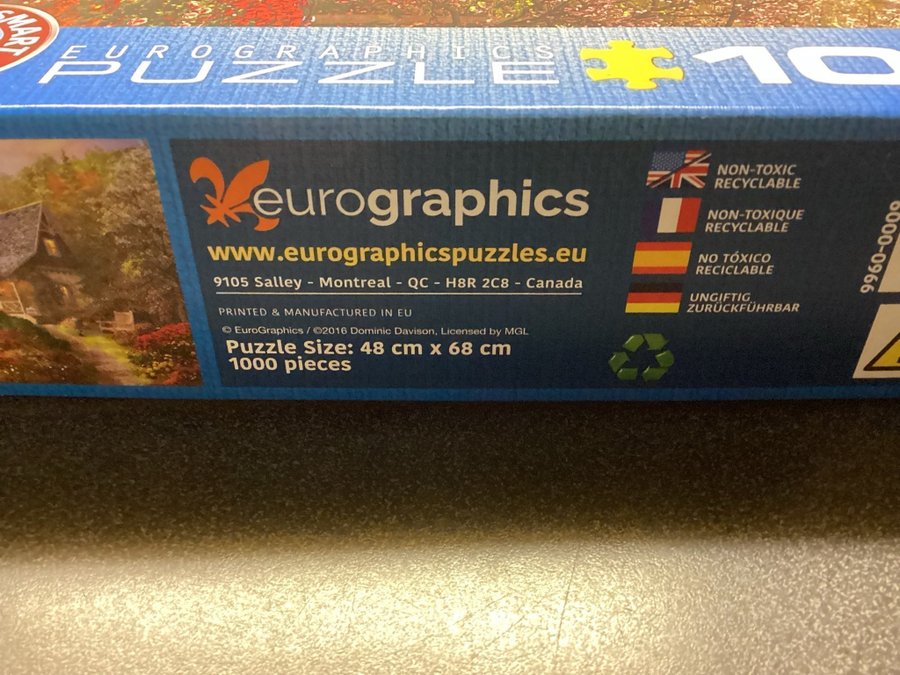 SMART
EUROGRAPHICS
PUZZLE
10
eurographics
www.eurographicspuzzles.eu
9105 Salley - Montreal - QC - H8R 2C8 - Canada
PRINTED & MANUFACTURED IN EU
© EuroGraphics / ©2016 Dominic Davison, Licensed by MGL
Puzzle Size: 48 cm x 68 cm
1000 pieces
NON-TOXIC
RECYCLABLE
NON-TOXIQUE
RECYCLABLE
NO TÓXICO
RECICLABLE
UNGIFTIG
ZURÜCKFÜHRBAR